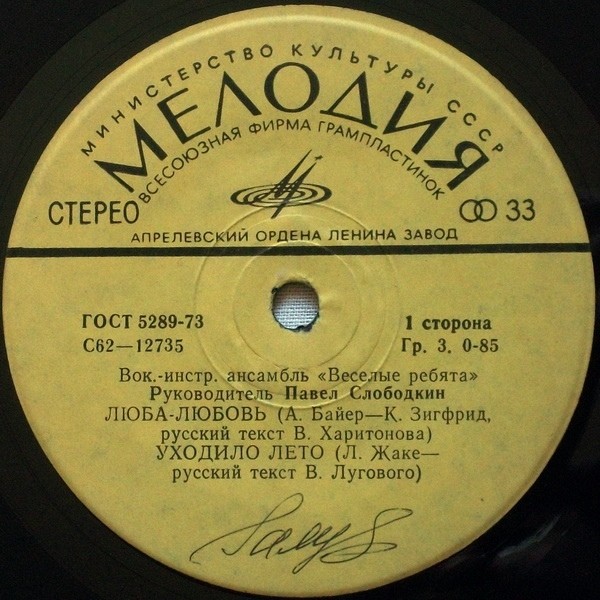 МИНИСТЕРСТВО КУЛЬТУРЫ СССР
МЕЛОДИЯ
ВСЕСОЮЗНАЯ ФИРМА ГРАМПЛАСТИНОК
СТЕРЕО
33
АПРЕЛЕВСКИЙ ОРДЕНА ЛЕНИНА ЗАВОД
ГОСТ 5289-73
1 сторона
С62—12735
Гр. 3. 0-85
Вок.-инстр. ансамбль «Веселые ребята»
Руководитель Павел Слободкин
ЛЮБА-ЛЮБОВЬ (А. Байер—К. Зигфрид,
русский текст В. Харитонова)
УХОДИЛО ЛЕТО (Л. Жаке—
русский текст В. Лугового)